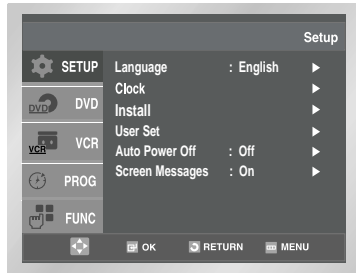 Setup
SETUP
Language : English ►
Clock ►
Install ►
User Set ►
Auto Power Off : Off ►
Screen Messages : On ►
DVD DVD
VCR VCR
PROG
FUNC
OK RETURN MENU